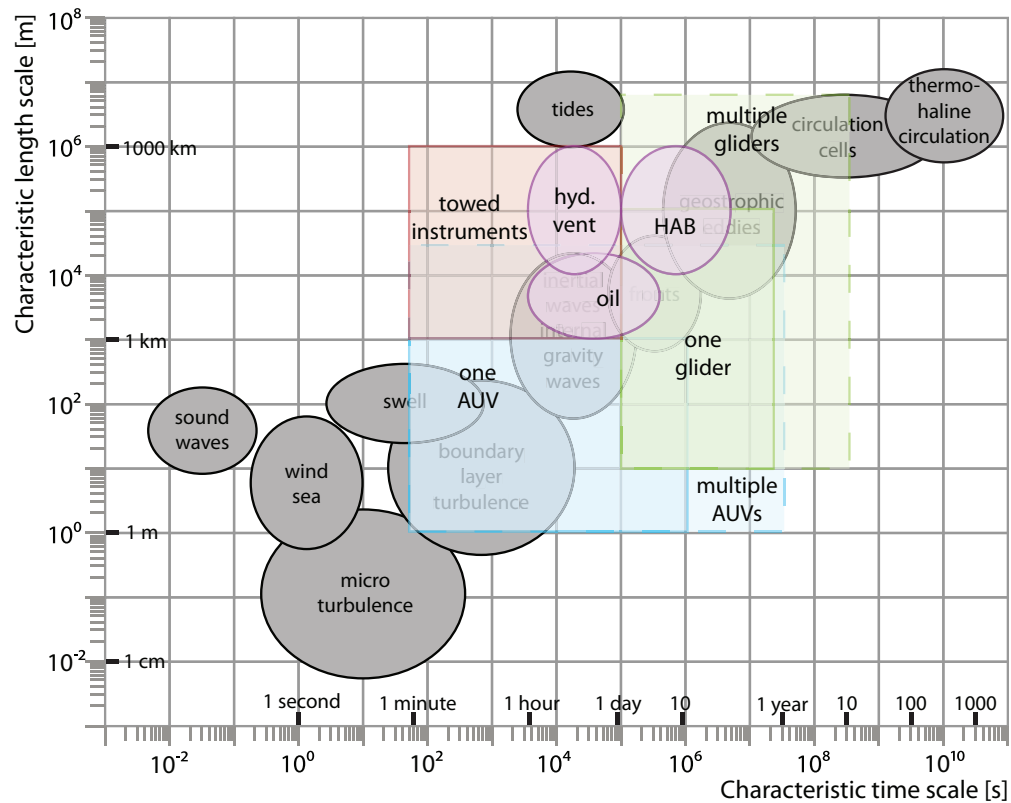 Characteristic length scale [m]
10^8
10^6
10^4
10^2
10^0
10^-2
1000 km
1 km
1 m
1 cm
tides
multiple
gliders
circulation
cells
thermo-
haline
circulation
towed
instruments
hyd.
vent
HAB
geostrophic
eddies
inertial
waves
internal
gravity
waves
oil
fronts
one
glider
one
AUV
swell
sound
waves
wind
sea
boundary
layer
turbulence
multiple
AUVs
micro
turbulence
1 second
1 minute
1 hour
1 day
10
1 year
10
100
1000
10^-2
10^0
10^2
10^4
10^6
10^8
10^10
Characteristic time scale [s]